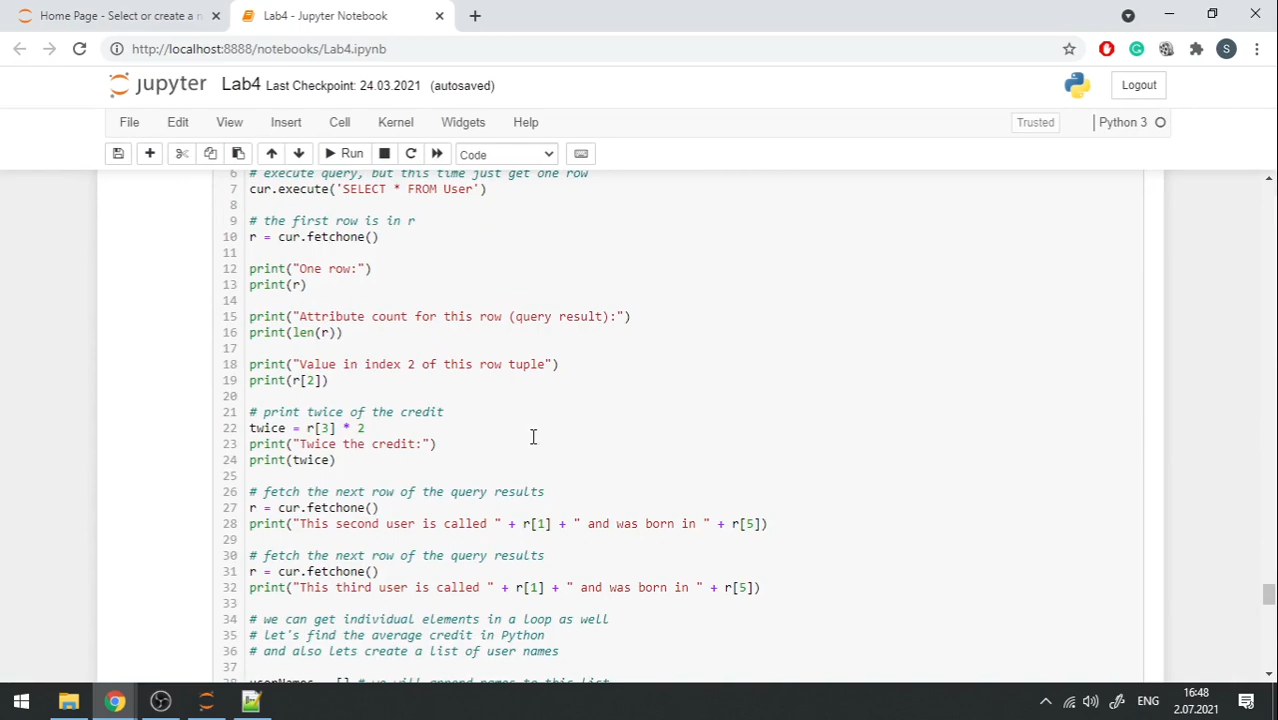 Home Page - Select or create a n
Lab4 - Jupyter Notebook
http://localhost:8888/notebooks/Lab4.ipynb
S
jupyter Lab4 Last Checkpoint: 24.03.2021 (autosaved)
Logout
File Edit View Insert Cell Kernel Widgets Help
Trusted
Python 3
Run
Code
6 # execute query, but this time just get one row
7 cur.execute('SELECT * FROM User')
8
9 # the first row is in r
10 r = cur.fetchone()
11
12 print("One row:")
13 print(r)
14
15 print("Attribute count for this row (query result):")
16 print(len(r))
17
18 print("Value in index 2 of this row tuple")
19 print(r[2])
20
21 # print twice of the credit
22 twice = r[3] * 2
23 print("Twice the credit:")
24 print(twice)
25
26 # fetch the next row of the query results
27 r = cur.fetchone()
28 print("This second user is called " + r[1] + " and was born in " + r[5])
29
30 # fetch the next row of the query results
31 r = cur.fetchone()
32 print("This third user is called " + r[1] + " and was born in " + r[5])
33
34 # we can get individual elements in a loop as well
35 # let's find the average credit in Python
36 # and also lets create a list of user names
37
38 userNames = [] # we will append names to this list
ENG
16:48
2.07.2021